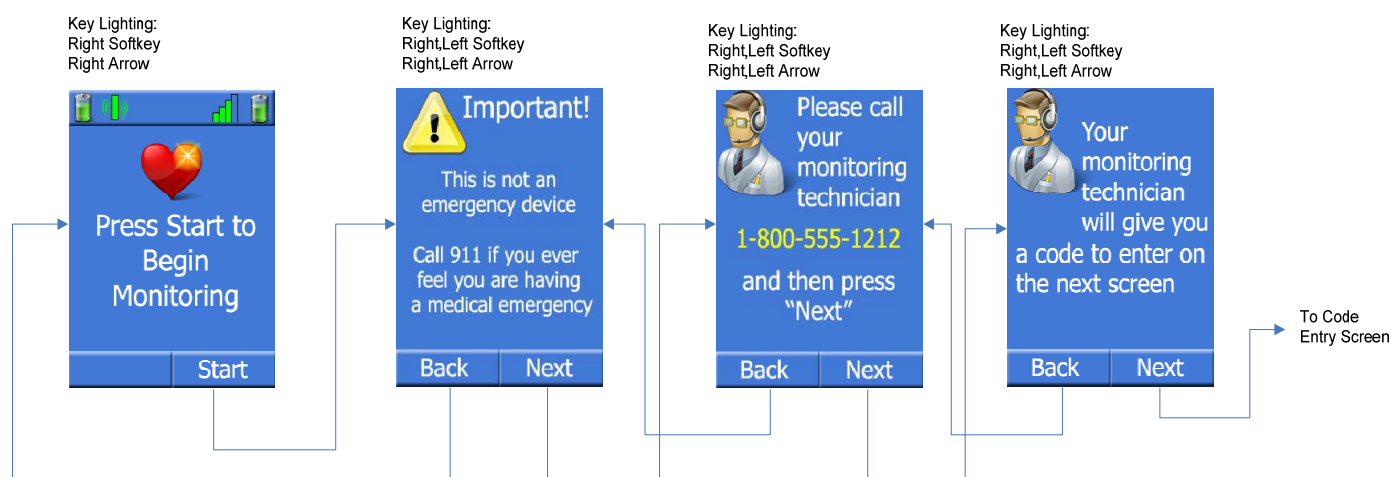 Key Lighting:
Right Softkey
Right Arrow
Press Start to
Begin
Monitoring
Start
Key Lighting:
Right,Left Softkey
Right,Left Arrow
Important!
This is not an
emergency device
Call 911 if you ever
feel you are having
a medical emergency
Back
Next
Key Lighting:
Right,Left Softkey
Right,Left Arrow
Please call
your
monitoring
technician
1-800-555-1212
and then press
“Next”
Back
Next
Key Lighting:
Right,Left Softkey
Right,Left Arrow
Your
monitoring
technician
will give you
a code to enter on
the next screen
Back
Next
To Code
Entry Screen